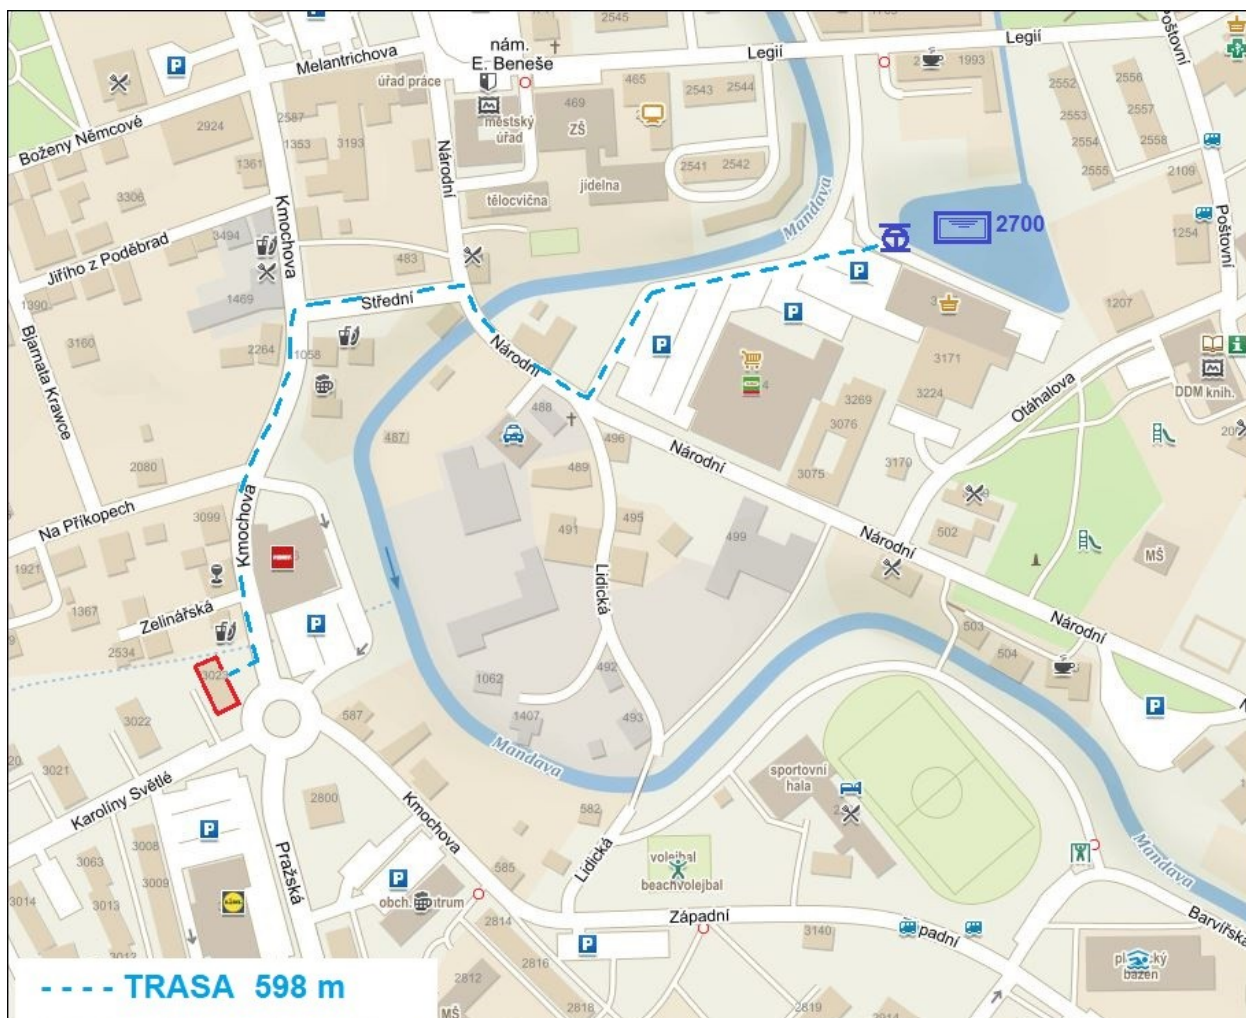 2545
Legií
Legií
Poštovní
nám.
E. Beneše
Melantrichova
úřad práce
1993
2552
2556
465
2543
2544
469
ZŠ
městský
úřad
2553
2557
2554
2558
2555
2587
2924
1353
3193
Boženy Němcové
Národní
2541
2542
jídelna
1361
2109
3306
Kmochova
tělocvična
Mandava
2700
Poštovní
1254
3494
Jiřího z Poděbrad
483
1469
Střední
1390
1207
Bjarnata Krawce
3160
2264
1058
Národní
3171
3224
DDM knih.
Otáhalova
3269
3076
488
487
496
Národní
489
3075
3170
2080
Na Příkopech
3099
Kmochova
491
495
499
502
Národní
MŠ
1921
1367
Zelinářská
Lidická
503
504
Národní
2534
3023
492
1062
3022
587
1407
493
Mandava
3021
Karolíny Světlé
sportovní
hala
2800
Kmochova
582
Lidická
Mandava
3063
3008
Pražská
585
volejbal
beachvolejbal
3009
3014
3013
2814
Západní
Barvířská
3140
3012
2816
2812
MŠ
2818
2819
bazén
- - - - TRASA 598 m